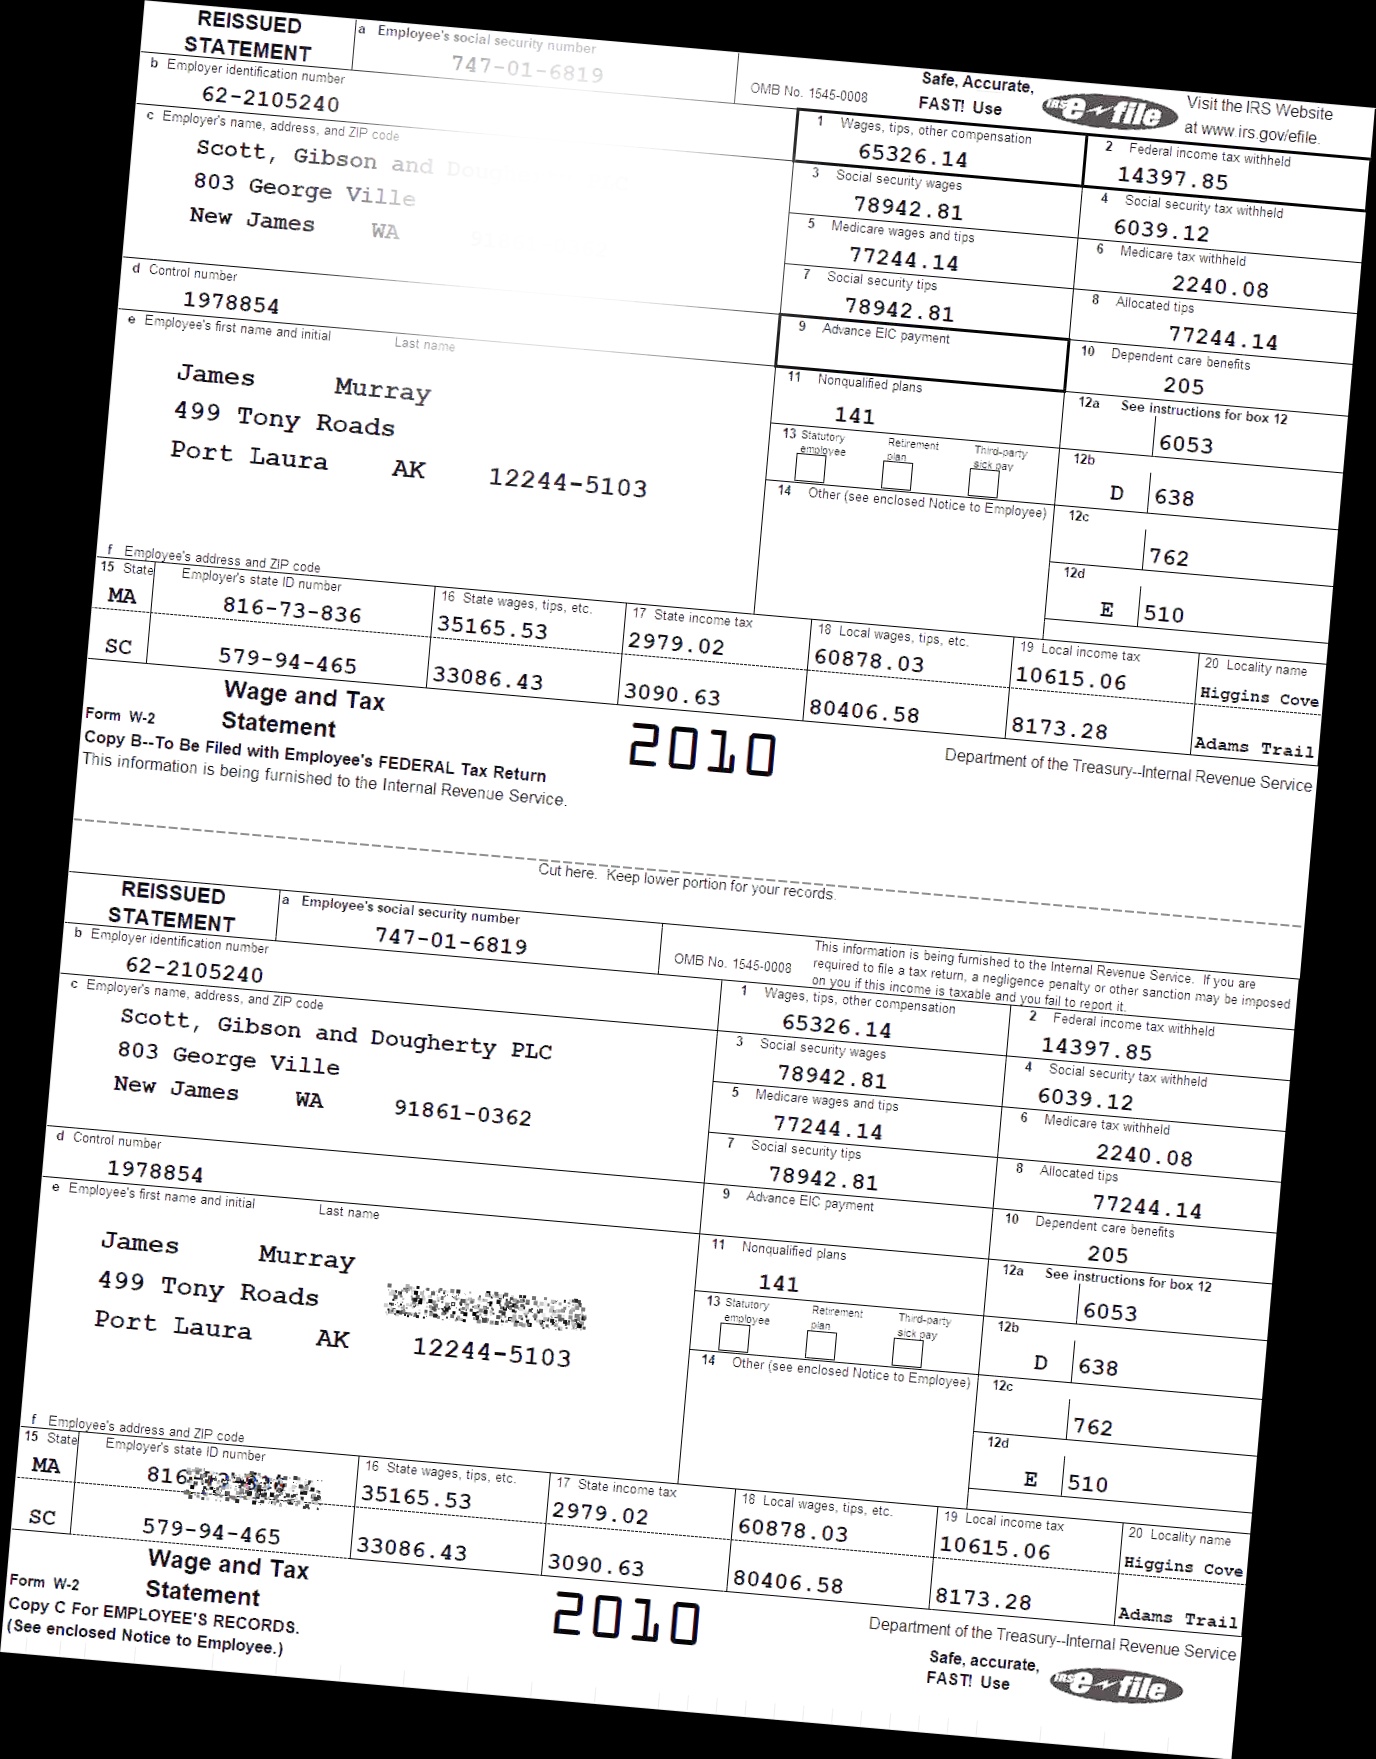 REISSUED
STATEMENT
a Employee's social security number
747-01-6819
OMB No. 1545-0008
Safe, Accurate,
FAST! Use
IRS e-file
Visit the IRS Website
at www.irs.gov/efile.
b Employer identification number
62-2105240
c Employer's name, address, and ZIP code
Scott, Gibson and
803 George Ville
New James WA
1 Wages, tips, other compensation
65326.14
2 Federal income tax withheld
14397.85
3 Social security wages
78942.81
4 Social security tax withheld
6039.12
5 Medicare wages and tips
77244.14
6 Medicare tax withheld
2240.08
d Control number
1978854
7 Social security tips
78942.81
8 Allocated tips
77244.14
e Employee's first name and initial Last name
James Murray
499 Tony Roads
Port Laura AK 12244-5103
9 Advance EIC payment
10 Dependent care benefits
205
11 Nonqualified plans
141
12a See instructions for box 12
6053
13 Statutory employee Retirement plan Third-party sick pay
12b
D 638
14 Other (see enclosed Notice to Employee)
12c
762
12d
E 510
f Employee's address and ZIP code
15 State Employer's state ID number 16 State wages, tips, etc. 17 State income tax 18 Local wages, tips, etc. 19 Local income tax 20 Locality name
MA 816-73-836 35165.53 2979.02 60878.03 10615.06 Higgins Cove
SC 579-94-465 33086.43 3090.63 80406.58 8173.28 Adams Trail
Form W-2 Wage and Tax
Statement
2010
Department of the Treasury--Internal Revenue Service
Copy B--To Be Filed with Employee's FEDERAL Tax Return
This information is being furnished to the Internal Revenue Service.
Cut here. Keep lower portion for your records.
REISSUED
STATEMENT
a Employee's social security number
747-01-6819
OMB No. 1545-0008
This information is being furnished to the Internal Revenue Service. If you are
required to file a tax return, a negligence penalty or other sanction may be imposed
on you if this income is taxable and you fail to report it.
b Employer identification number
62-2105240
c Employer's name, address, and ZIP code
Scott, Gibson and Dougherty PLC
803 George Ville
New James WA 91861-0362
1 Wages, tips, other compensation
65326.14
2 Federal income tax withheld
14397.85
3 Social security wages
78942.81
4 Social security tax withheld
6039.12
5 Medicare wages and tips
77244.14
6 Medicare tax withheld
2240.08
d Control number
1978854
7 Social security tips
78942.81
8 Allocated tips
77244.14
e Employee's first name and initial Last name
James Murray
499 Tony Roads
Port Laura AK 12244-5103
9 Advance EIC payment
10 Dependent care benefits
205
11 Nonqualified plans
141
12a See instructions for box 12
6053
13 Statutory employee Retirement plan Third-party sick pay
12b
D 638
14 Other (see enclosed Notice to Employee)
12c
762
12d
E 510
f Employee's address and ZIP code
15 State Employer's state ID number 16 State wages, tips, etc. 17 State income tax 18 Local wages, tips, etc. 19 Local income tax 20 Locality name
MA 816 35165.53 2979.02 60878.03 10615.06 Higgins Cove
SC 579-94-465 33086.43 3090.63 80406.58 8173.28 Adams Trail
Form W-2 Wage and Tax
Statement
2010
Department of the Treasury--Internal Revenue Service
Copy C For EMPLOYEE'S RECORDS.
(See enclosed Notice to Employee.)
Safe, accurate,
FAST! Use
IRS e-file